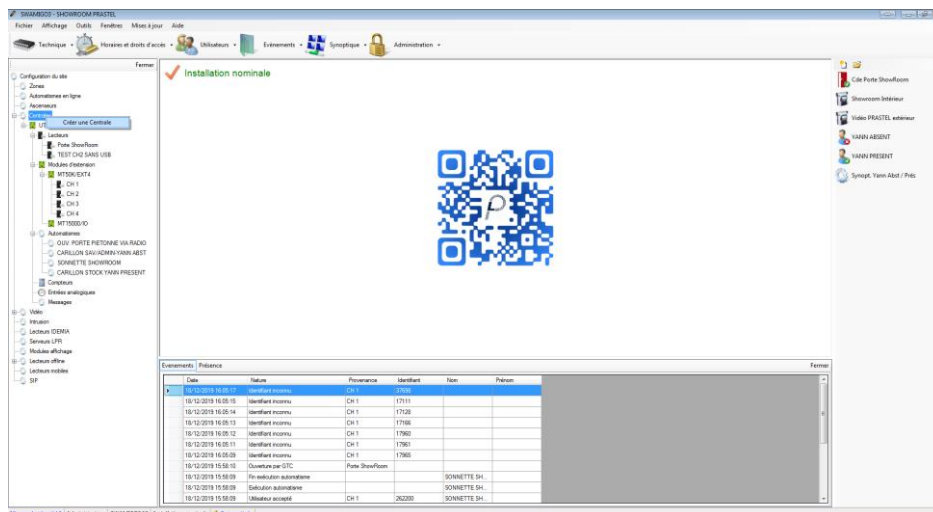 SWAMIGO3 - SHOWROOM PRASTEL
Fichier Affichage Outils Fenêtres Mises à jour Aide
Technique
Horaires et droits d'accès
Utilisateurs
Evènements
Synoptique
Administration
Fermer
Configuration du site
Zones
Automatismes en ligne
Ascenseurs
Centrales
Créer une Centrale
Lecteurs
Porte ShowRoom
TEST CH2 SANS USB
Modules d'extension
MT50K/EXT4
CH 1
CH 2
CH 3
CH 4
MT15000/IO
Automatismes
OUV. PORTE PIETONNE VIA RADIO
CARILLON SAV/ADMIN-YANN ABST
SONNETTE SHOWROOM
CARILLON STOCK YANN PRESENT
Compteurs
Entrées analogiques
Messages
Vidéo
Intrusion
Lecteurs IDEMIA
Serveurs LPR
Modules affichage
Lecteurs offline
Lecteurs mobiles
SIP
Installation nominale
Cde Porte ShowRoom
Showroom Intérieur
Vidéo PRASTEL extérieur
YANN ABSENT
YANN PRESENT
Synopt. Yann Abst / Prés
Evenements Présence Fermer
Date Nature Provenance Identifiant Nom Prénom
18/12/2019 16:05:17 Identifiant inconnu CH 1 37698
18/12/2019 16:05:15 Identifiant inconnu CH 1 17111
18/12/2019 16:05:14 Identifiant inconnu CH 1 17128
18/12/2019 16:05:13 Identifiant inconnu CH 1 17166
18/12/2019 16:05:12 Identifiant inconnu CH 1 17960
18/12/2019 16:05:11 Identifiant inconnu CH 1 17961
18/12/2019 16:05:09 Identifiant inconnu CH 1 17965
18/12/2019 15:58:10 Ouverture par GTC Porte ShowRoom
18/12/2019 15:58:09 Fin exécution automatisme SONNETTE SH...
18/12/2019 15:58:09 Exécution automatisme SONNETTE SH...
18/12/2019 15:58:09 Utilisateur accepté CH 1 262200 SONNETTE SH...